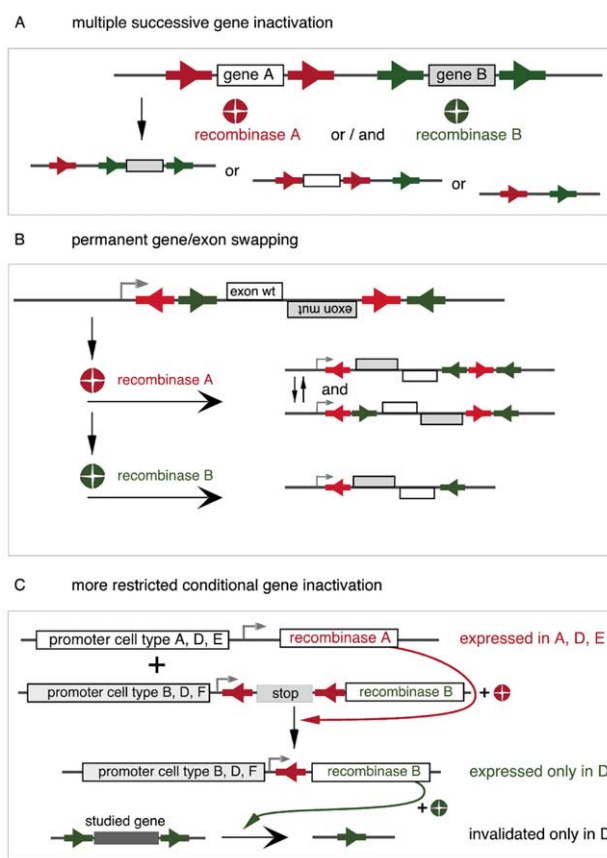 A multiple successive gene inactivation
gene A gene B
recombinase A or / and recombinase B
or
or
B permanent gene/exon swapping
exon wt
exon mut
recombinase A
and
recombinase B
C more restricted conditional gene inactivation
promoter cell type A, D, E recombinase A expressed in A, D, E
+
promoter cell type B, D, F stop recombinase B +
promoter cell type B, D, F recombinase B expressed only in D
+
studied gene
invalidated only in D